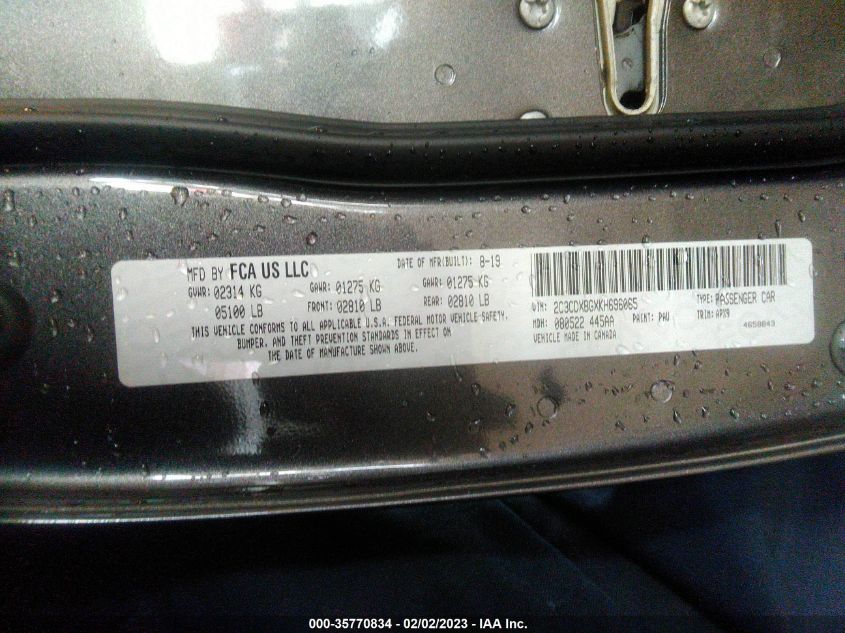 MFD BY FCA US LLC
DATE OF MFR(BUILT): 8-19
GVWR: 02314 KG
GAWR: 01275 KG
GAWR: 01275 KG
05100 LB
FRONT: 02810 LB
REAR: 02810 LB
THIS VEHICLE CONFORMS TO ALL APPLICABLE U.S.A. FEDERAL MOTOR VEHICLE SAFETY,
BUMPER, AND THEFT PREVENTION STANDARDS IN EFFECT ON
THE DATE OF MANUFACTURE SHOWN ABOVE.
VIN: 2C3CDXBGXKH696065
TYPE: PASSENGER CAR
MDH: 080522 445AA
PAINT: PAU
TRIM: APX9
VEHICLE MADE IN CANADA
4658843
000-35770834 — 02/02/2023 — IAA Inc.